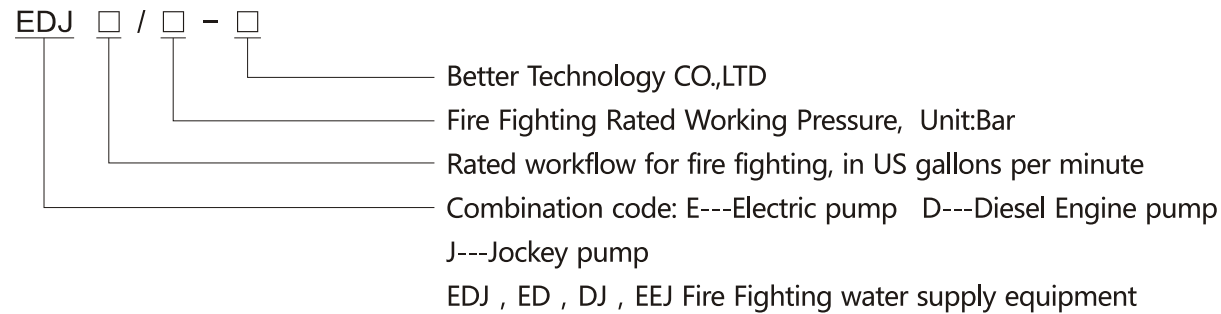 EDJ □ / □ - □
Better Technology CO.,LTD
Fire Fighting Rated Working Pressure, Unit:Bar
Rated workflow for fire fighting, in US gallons per minute
Combination code: E---Electric pump D---Diesel Engine pump
J---Jockey pump
EDJ , ED , DJ , EEJ Fire Fighting water supply equipment